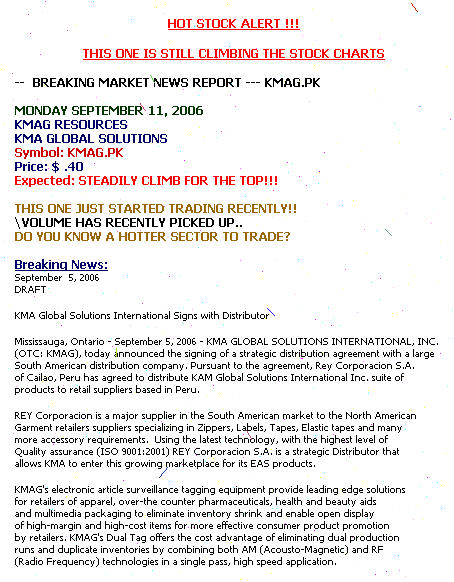 HOT STOCK ALERT !!!
THIS ONE IS STILL CLIMBING THE STOCK CHARTS
-- BREAKING MARKET NEWS REPORT --- KMAG.PK
MONDAY SEPTEMBER 11, 2006
KMAG RESOURCES
KMA GLOBAL SOLUTIONS
Symbol: KMAG.PK
Price: $ .40
Expected: STEADILY CLIMB FOR THE TOP!!!
THIS ONE JUST STARTED TRADING RECENTLY!!
\VOLUME HAS RECENTLY PICKED UP..
DO YOU KNOW A HOTTER SECTOR TO TRADE?
Breaking News:
September 5, 2006
DRAFT
KMA Global Solutions International Signs with Distributor
Mississauga, Ontario - September 5, 2006 - KMA GLOBAL SOLUTIONS INTERNATIONAL, INC.
(OTC: KMAG), today announced the signing of a strategic distribution agreement with a large
South American distribution company. Pursuant to the agreement, Rey Corporacion S.A.
of Cailao, Peru has agreed to distribute KAM Global Solutions International Inc. suite of
products to retail suppliers based in Peru.
REY Corporacion is a major supplier in the South American market to the North American
Garment retailers suppliers specializing in Zippers, Labels, Tapes, Elastic tapes and many
more accessory requirements. Using the latest technology, with the highest level of
Quality assurance (ISO 9001:2001) REY Corporacion S.A. is a strategic Distributor that
allows KMA to enter this growing marketplace for its EAS products.
KMAG's electronic article surveillance tagging equipment provide leading edge solutions
for retailers of apparel, over-the counter pharmaceuticals, health and beauty aids
and multimedia packaging to eliminate inventory shrink and enable open display
of high-margin and high-cost items for more effective consumer product promotion
by retailers. KMAG's Dual Tag offers the cost advantage of eliminating dual production
runs and duplicate inventories by combining both AM (Acousto-Magnetic) and RF
(Radio Frequency) technologies in a single pass, high speed application.